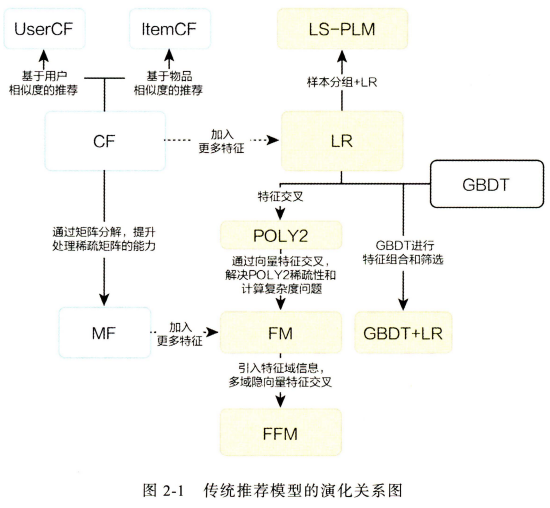 UserCF
ItemCF
LS-PLM
基于用户
相似度的推荐
基于物品
相似度的推荐
样本分组+LR
CF
加入
更多特征
LR
GBDT
特征交叉
通过矩阵分解，提升
处理稀疏矩阵的能力
POLY2
GBDT进行
特征组合和筛选
通过向量特征交叉，
解决POLY2稀疏性和
计算复杂度问题
MF
加入
更多特征
FM
GBDT+LR
引入特征域信息，
多域隐向量特征交叉
FFM
图 2-1 传统推荐模型的演化关系图